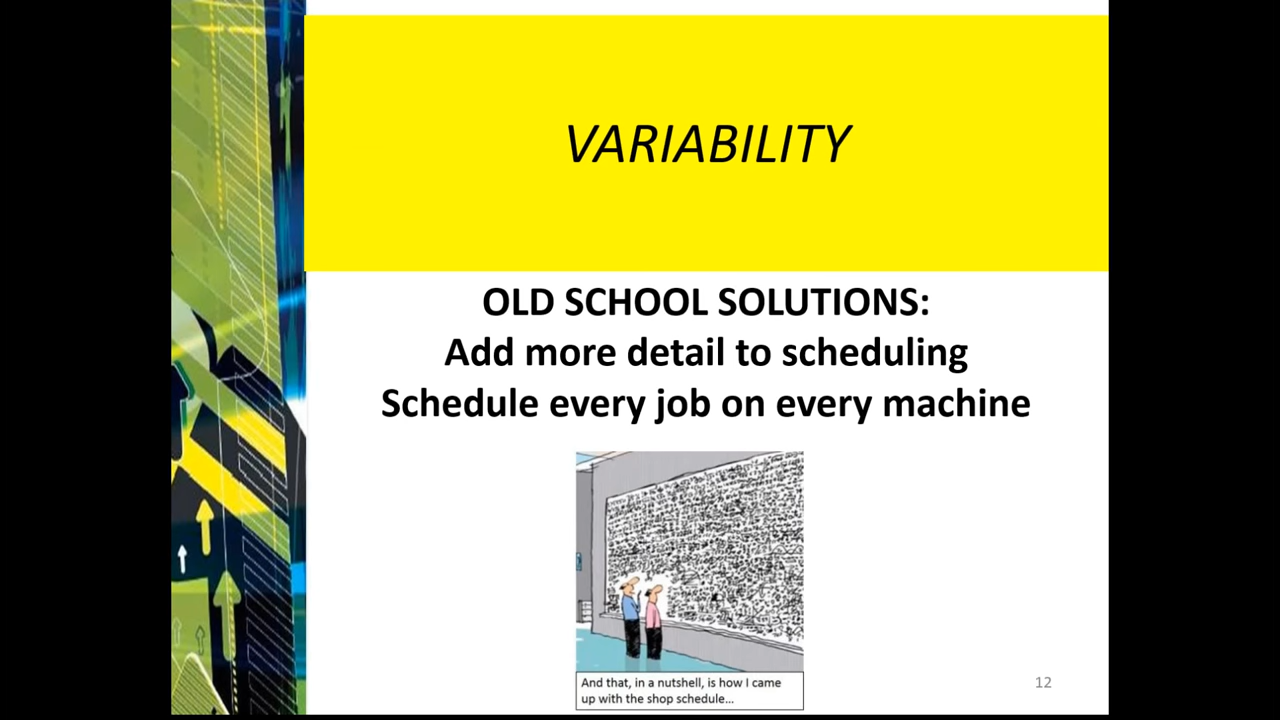 VARIABILITY
OLD SCHOOL SOLUTIONS:
Add more detail to scheduling
Schedule every job on every machine
And that, in a nutshell, is how I came
up with the shop schedule...
12